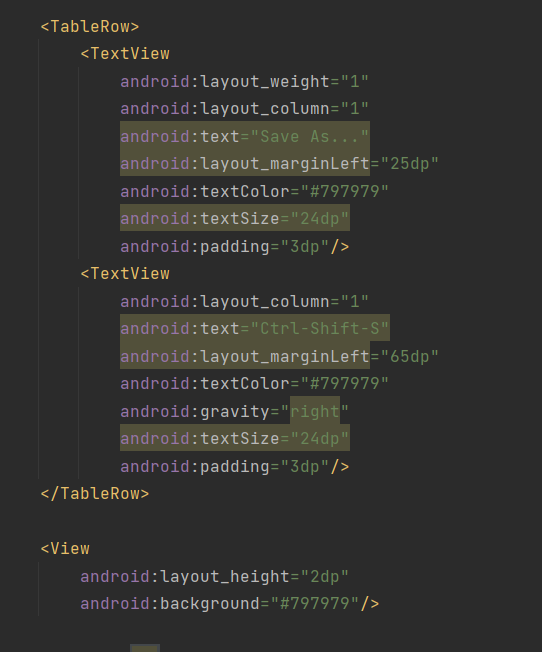 <TableRow>
<TextView
android:layout_weight="1"
android:layout_column="1"
android:text="Save As..."
android:layout_marginLeft="25dp"
android:textColor="#797979"
android:textSize="24dp"
android:padding="3dp"/>
<TextView
android:layout_column="1"
android:text="Ctrl-Shift-S"
android:layout_marginLeft="65dp"
android:textColor="#797979"
android:gravity="right"
android:textSize="24dp"
android:padding="3dp"/>
</TableRow>
<View
android:layout_height="2dp"
android:background="#797979"/>